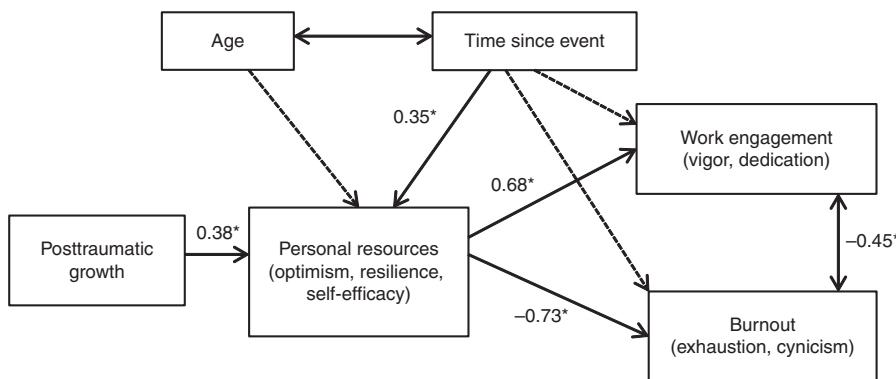 Age
Time since event
0.35*
Work engagement
(vigor, dedication)
0.68*
Posttraumatic
growth
0.38*
Personal resources
(optimism, resilience,
self-efficacy)
–0.45*
–0.73*
Burnout
(exhaustion, cynicism)